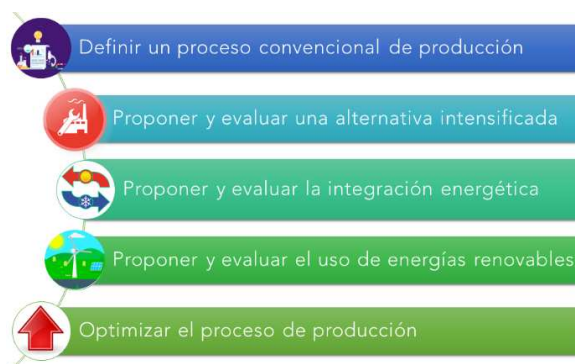 Definir un proceso convencional de producción
Proponer y evaluar una alternativa intensificada
Proponer y evaluar la integración energética
Proponer y evaluar el uso de energías renovables
Optimizar el proceso de producción